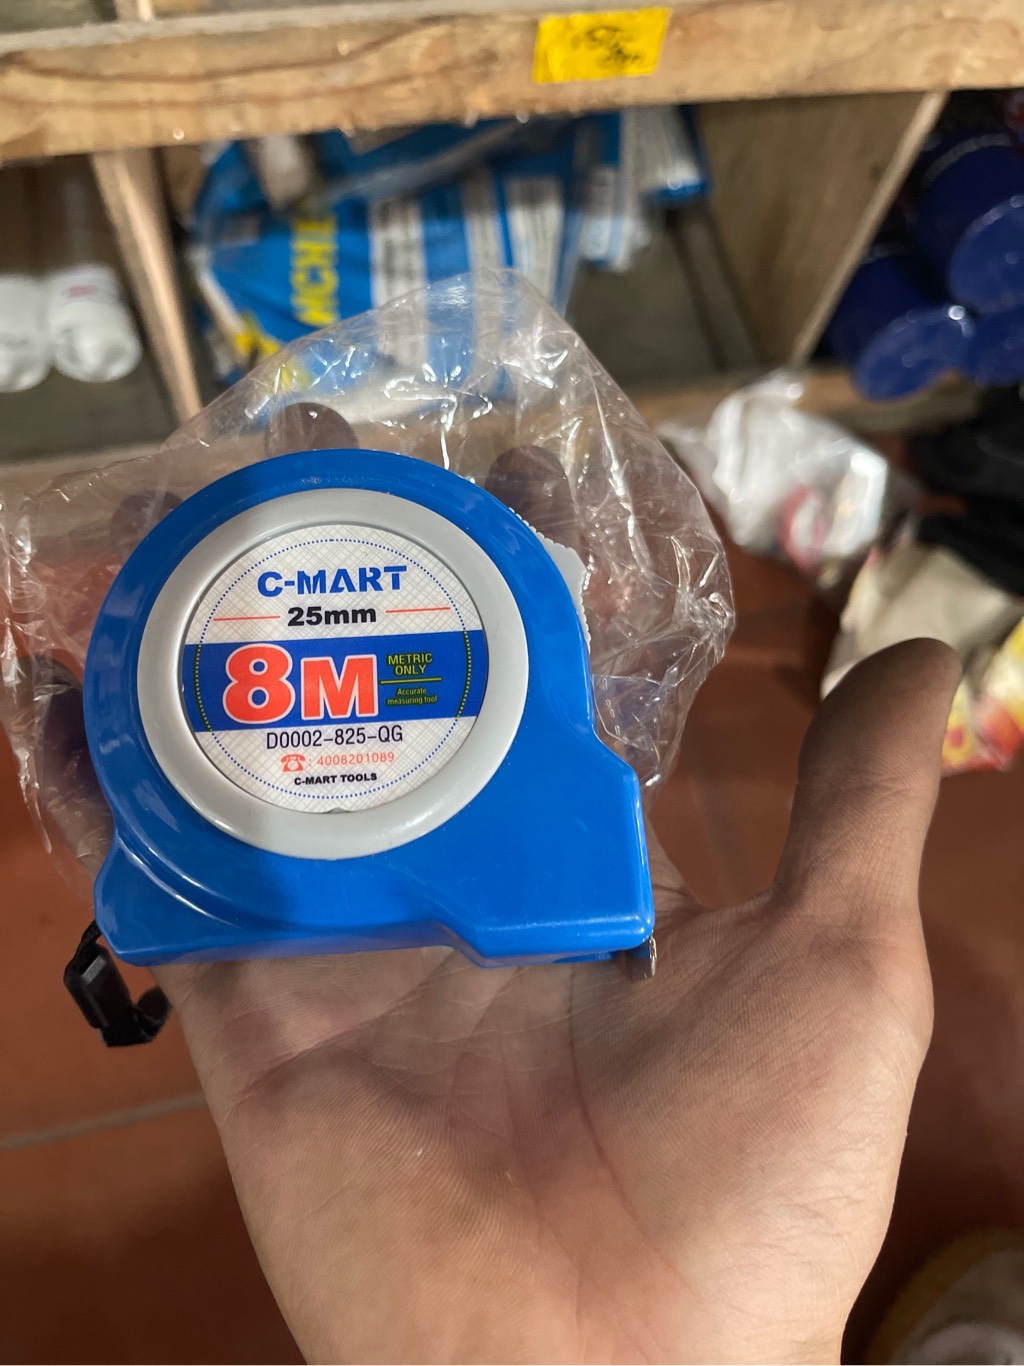 C-MART
25mm
8M
METRIC
ONLY
Accurate
measuring tool
D0002-825-QG
: 4008201089
C-MART TOOLS